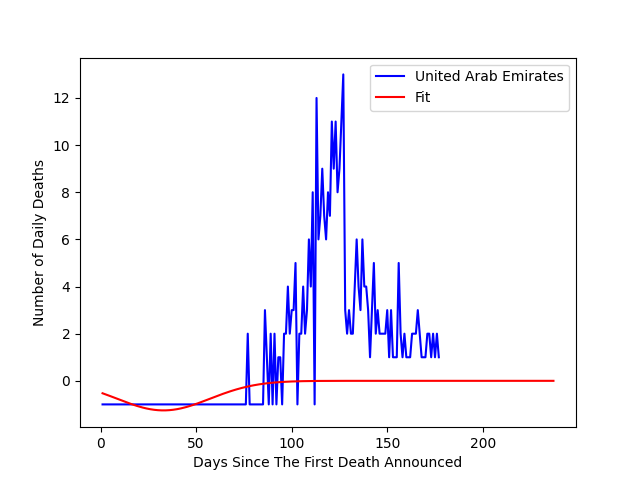 United Arab Emirates
Fit
Number of Daily Deaths
12
10
8
6
4
2
0
0 50 100 150 200
Days Since The First Death Announced